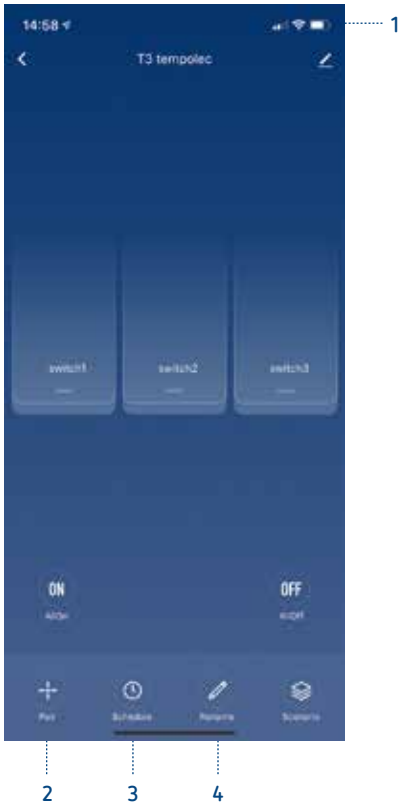 14:58
1
T3 tempolec
switch1 switch2 switch3
ON OFF
All On All Off
Schedule Rename Scenario
2 3 4